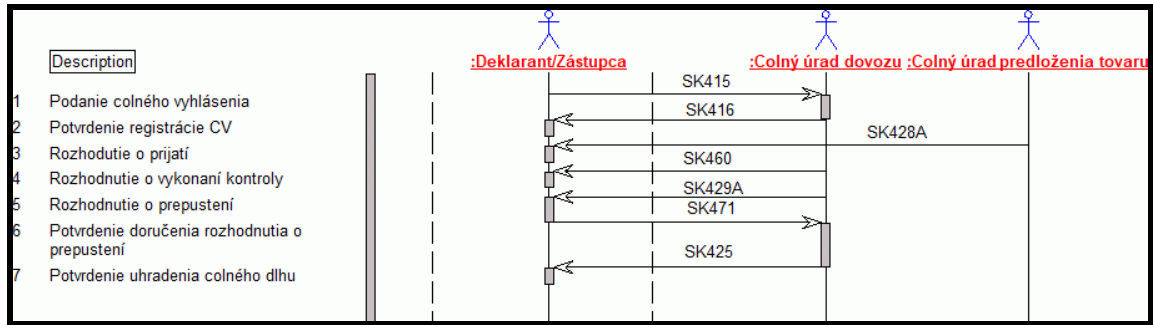 Description
:Deklarant/Zástupca :Colný úrad dovozu :Colný úrad predloženia tovaru
SK415
1 Podanie colného vyhlásenia
SK416
2 Potvrdenie registrácie CV
SK428A
3 Rozhodutie o prijatí
SK460
4 Rozhodnutie o vykonaní kontroly
SK429A
5 Rozhodnutie o prepustení
SK471
6 Potvrdenie doručenia rozhodnutia o
prepustení
SK425
7 Potvrdenie uhradenia colného dlhu